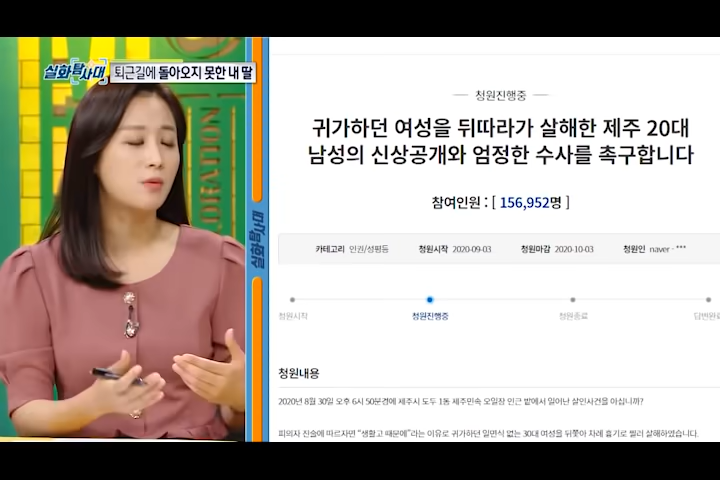 실화탐사대
퇴근길에 돌아오지 못한 내 딸
ORATION
실화탐사대
청원진행중
귀가하던 여성을 뒤따라가 살해한 제주 20대
남성의 신상공개와 엄정한 수사를 촉구합니다
참여인원 : [ 156,952명 ]
카테고리 인권/성평등 청원시작 2020-09-03 청원마감 2020-10-03 청원인 naver - ***
청원시작 청원진행중 청원종료 답변완료
청원내용
2020년 8월 30일 오후 6시 50분경에 제주시 도두 1동 제주민속 오일장 인근 밭에서 일어난 살인사건을 아십니까?
피의자 진술에 따르자면 "생활고 때문에"라는 이유로 귀가하던 일면식 없는 30대 여성을 뒤쫓아 차례 흉기로 찔러 살해하였습니다.